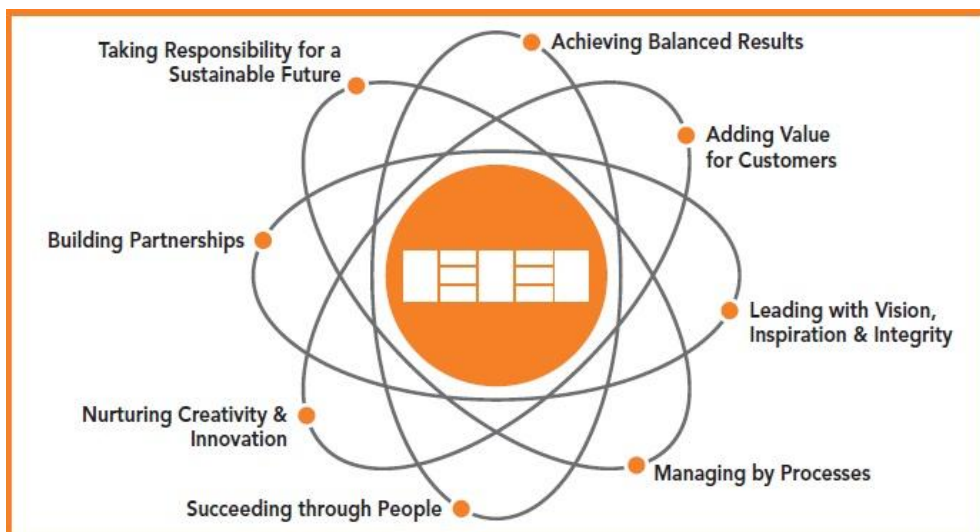 Achieving Balanced Results
Adding Value
for Customers
Leading with Vision,
Inspiration & Integrity
Managing by Processes
Succeeding through People
Nurturing Creativity &
Innovation
Building Partnerships
Taking Responsibility for a
Sustainable Future